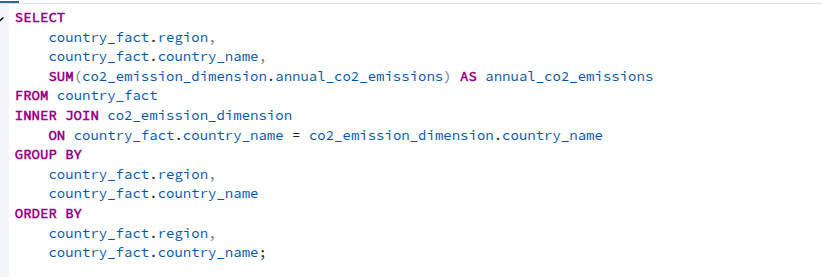 SELECT
    country_fact.region,
    country_fact.country_name,
    SUM(co2_emission_dimension.annual_co2_emissions) AS annual_co2_emissions
FROM country_fact
INNER JOIN co2_emission_dimension
    ON country_fact.country_name = co2_emission_dimension.country_name
GROUP BY
    country_fact.region,
    country_fact.country_name
ORDER BY
    country_fact.region,
    country_fact.country_name;